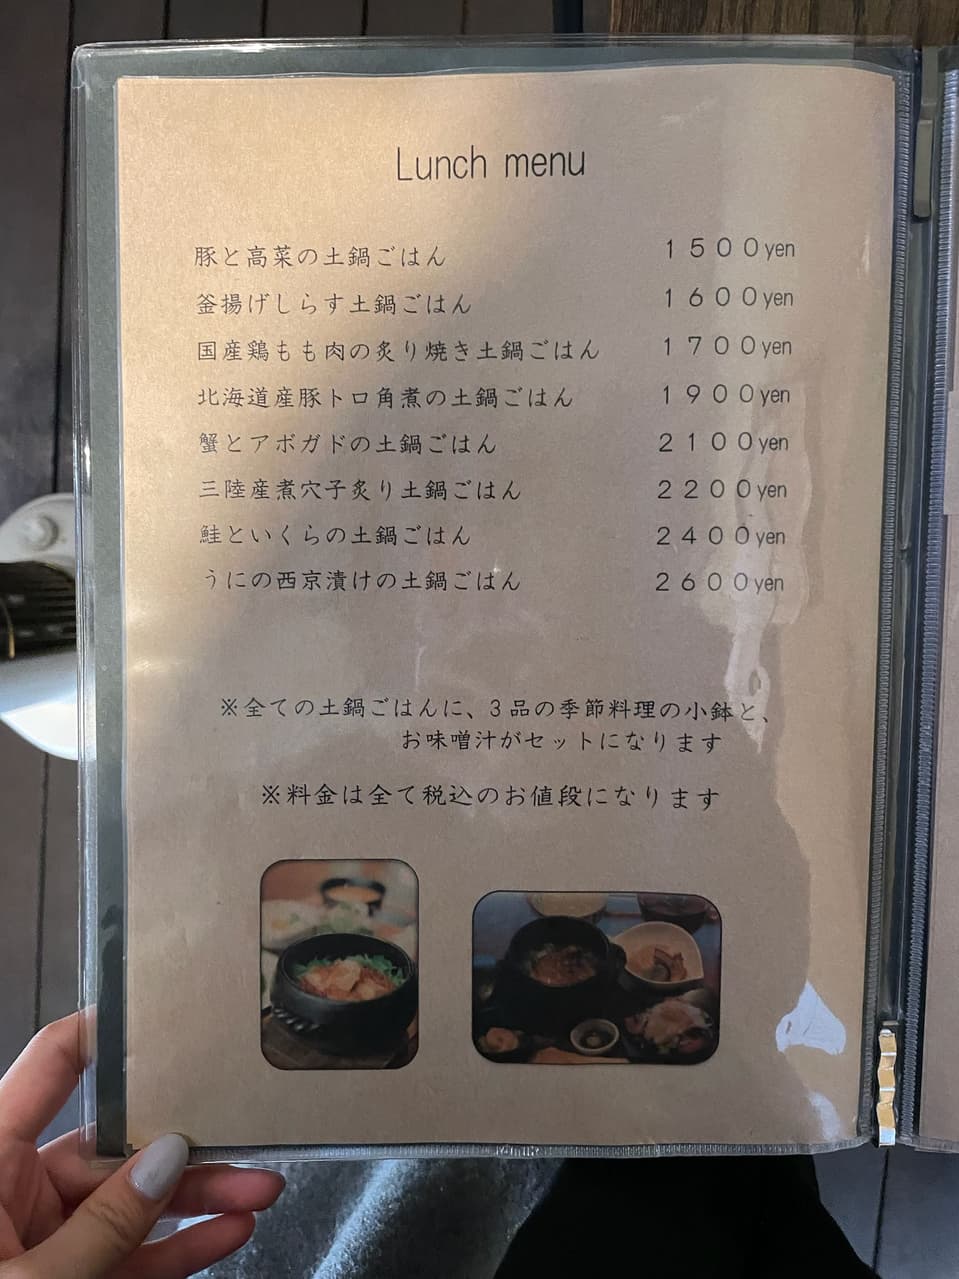 Lunch menu
豚と高菜の土鍋ごはん １５００yen
釜揚げしらす土鍋ごはん １６００yen
国産鶏もも肉の炙り焼き土鍋ごはん １７００yen
北海道産豚トロ角煮の土鍋ごはん １９００yen
蟹とアボガドの土鍋ごはん ２１００yen
三陸産煮穴子炙り土鍋ごはん ２２００yen
鮭といくらの土鍋ごはん ２４００yen
うにの西京漬けの土鍋ごはん ２６００yen
※全ての土鍋ごはんに、３品の季節料理の小鉢と、
お味噌汁がセットになります
※料金は全て税込のお値段になります